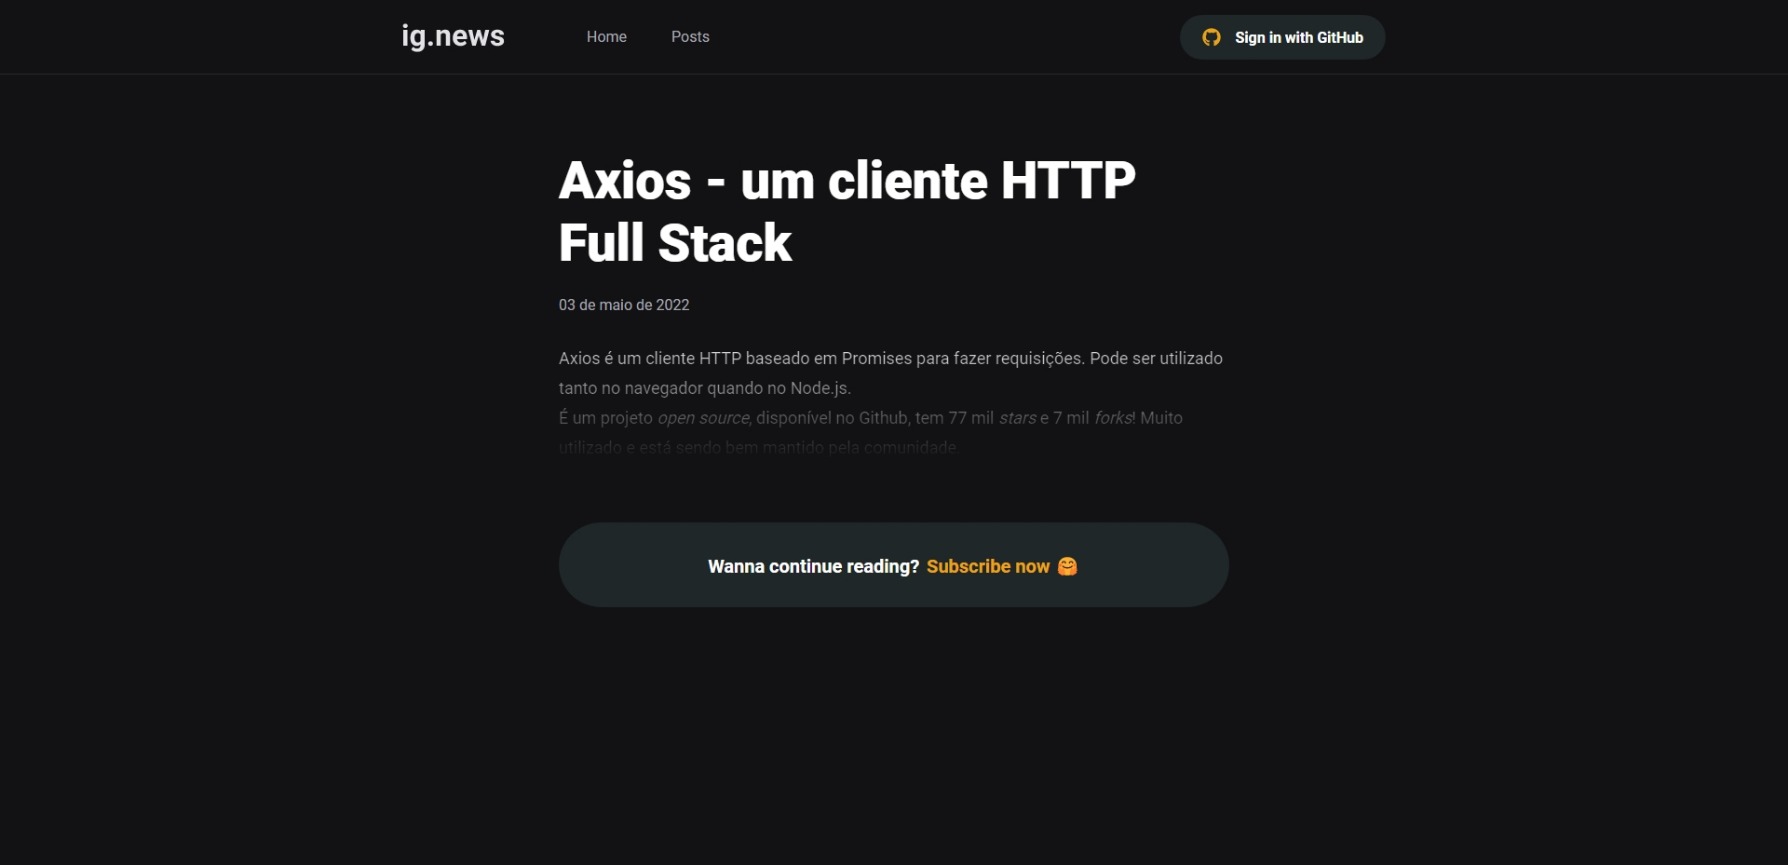 ig.news
Home
Posts
Sign in with GitHub
Axios - um cliente HTTP
Full Stack
03 de maio de 2022
Axios é um cliente HTTP baseado em Promises para fazer requisições. Pode ser utilizado
tanto no navegador quando no Node.js.
É um projeto open source, disponível no Github, tem 77 mil stars e 7 mil forks! Muito
utilizado e está sendo bem mantido pela comunidade.
Wanna continue reading? Subscribe now 🤗